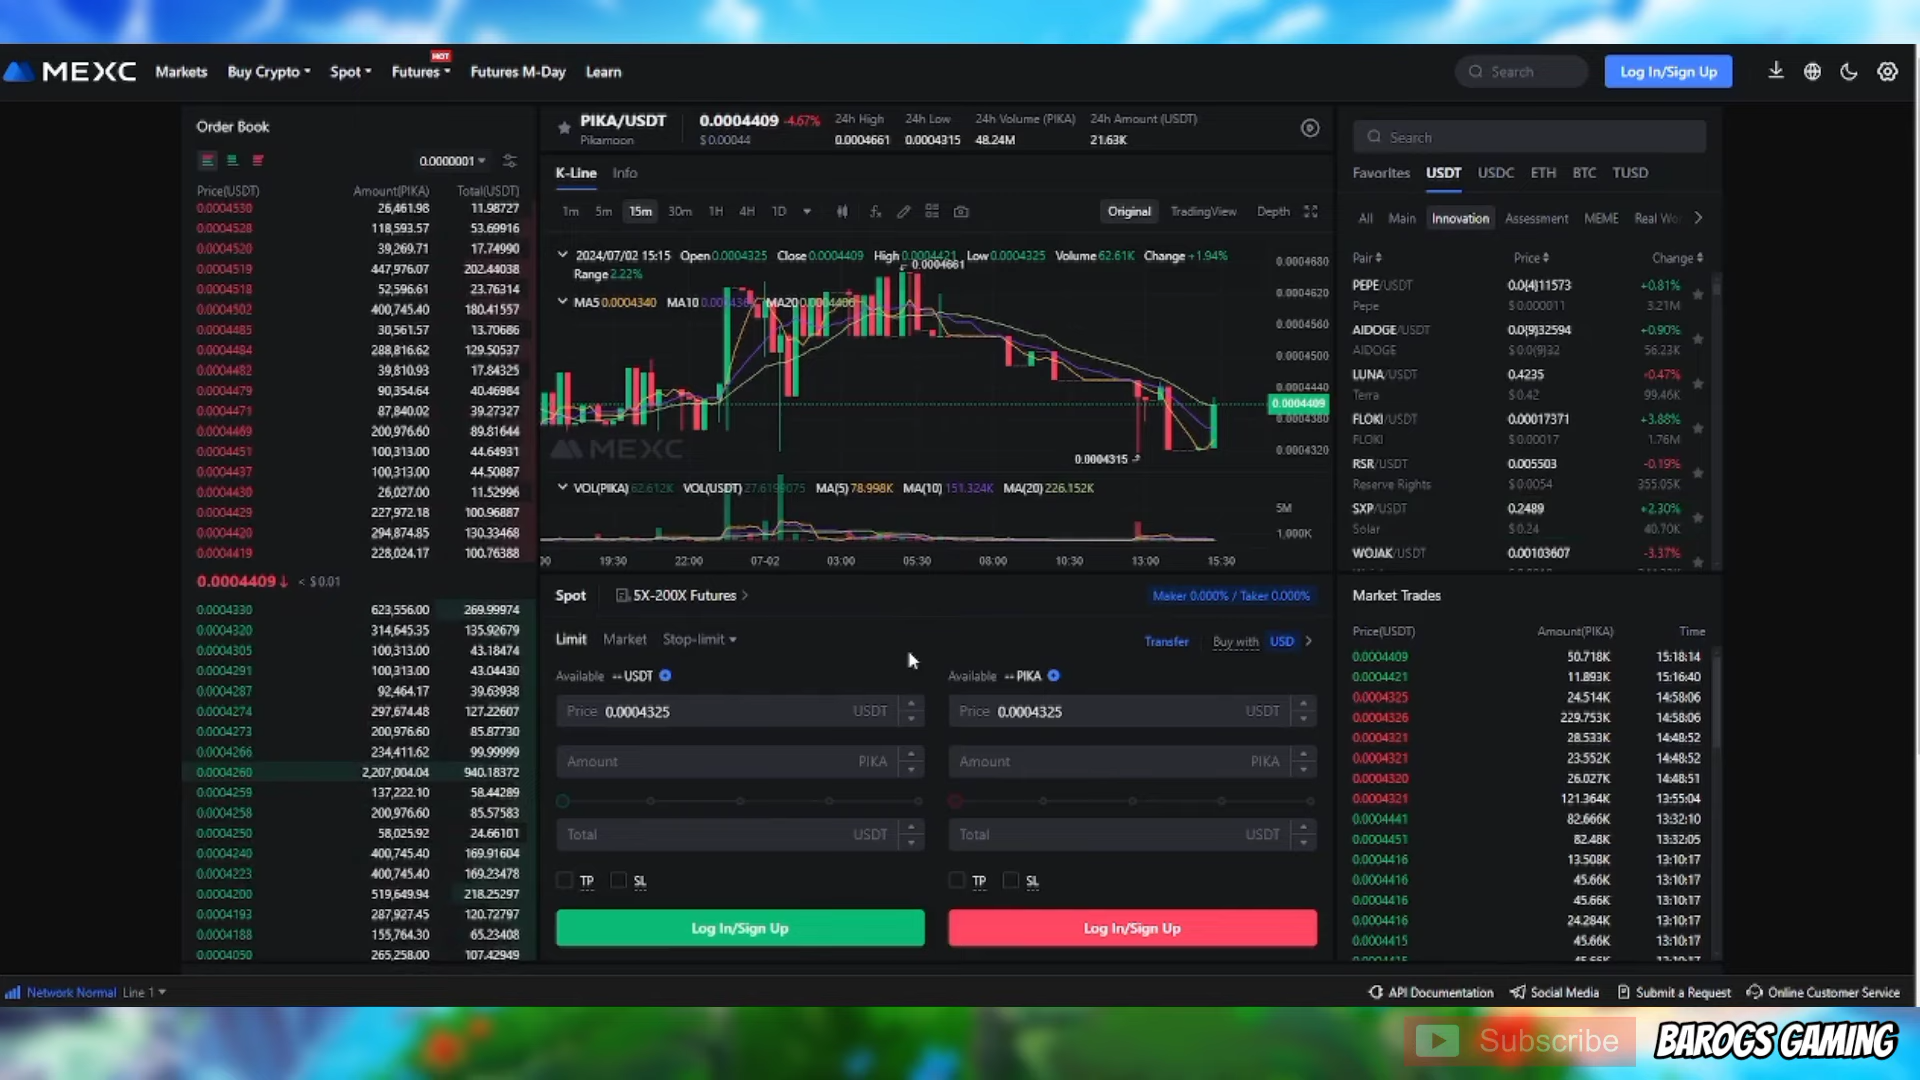 MEXC Markets Buy Crypto Spot Futures HOT Futures M-Day Learn Search Log In/Sign Up
Order Book
0.0000001
Price(USDT) Amount(PIKA) Total(USDT)
0.0004530 26,461.98 11.98727
0.0004528 118,593.57 53.69916
0.0004520 39,269.71 17.74990
0.0004519 447,976.07 202.44038
0.0004518 52,596.61 23.76314
0.0004502 400,745.40 180.41557
0.0004485 30,561.57 13.70686
0.0004484 288,816.62 129.50537
0.0004482 39,810.93 17.84325
0.0004479 90,354.64 40.46984
0.0004471 87,840.02 39.27327
0.0004469 200,976.60 89.81644
0.0004451 100,313.00 44.64931
0.0004437 100,313.00 44.50887
0.0004430 26,027.00 11.52996
0.0004429 227,972.18 100.96887
0.0004420 294,874.85 130.33468
0.0004419 228,024.17 100.76388
0.0004409↓ < $0.01
0.0004330 623,556.00 269.99974
0.0004320 314,645.35 135.92679
0.0004305 100,313.00 43.18474
0.0004291 100,313.00 43.04430
0.0004287 92,464.17 39.63938
0.0004274 297,674.48 127.22607
0.0004273 200,976.60 85.87730
0.0004266 234,411.62 99.99999
0.0004260 2,207,004.04 940.18372
0.0004259 137,222.10 58.44289
0.0004258 200,976.60 85.57583
0.0004250 58,025.92 24.66101
0.0004240 400,745.40 169.91604
0.0004223 400,745.40 169.23478
0.0004200 519,649.94 218.25297
0.0004193 287,927.45 120.72797
0.0004188 155,764.30 65.23408
0.0004050 265,258.00 107.42949
PIKA/USDT 0.0004409 -4.67% 24h High 24h Low 24h Volume (PIKA) 24h Amount (USDT)
Pikamoon $0.00044 0.0004661 0.0004315 48.24M 21.63K
K-Line Info
1m 5m 15m 30m 1H 4H 1D Original TradingView Depth
2024/07/02 15:15 Open0.0004325 Close0.0004409 High0.0004421 Low0.0004325 Volume62.61K Change+1.94%
Range2.22%
0.0004661
MA5 0.0004340 MA10 MA20
0.0004680
0.0004620
0.0004560
0.0004500
0.0004440
0.0004409
0.0004380
0.0004320
MEXC
0.0004315
VOL(PIKA) 62.612K VOL(USDT) MA(5) 78.998K MA(10) 151.324K MA(20) 226.152K
5M
1.000K
19:30 22:00 07-02 03:00 05:30 08:00 10:30 13:00 15:30
Spot 5X-200X Futures > Maker 0.000% / Taker 0.000%
Limit Market Stop-limit Transfer Buy with USD >
Available --USDT Available --PIKA
Price 0.0004325 USDT Price 0.0004325 USDT
Amount PIKA Amount PIKA
Total USDT Total USDT
TP SL TP SL
Log In/Sign Up Log In/Sign Up
Search
Favorites USDT USDC ETH BTC TUSD
All Main Innovation Assessment MEME Real Wo
Pair Price Change
PEPE/USDT 0.0{4}11573 +0.81%
Pepe $0.000011 3.21M
AIDOGE/USDT 0.0{9}32594 +0.90%
AIDOGE $0.0{9}32 56.23K
LUNA/USDT 0.4235 -0.47%
Terra $0.42 99.46K
FLOKI/USDT 0.00017371 +3.88%
FLOKI $0.00017 1.76M
RSR/USDT 0.005503 -0.19%
Reserve Rights $0.0054 355.05K
SXP/USDT 0.2489 +2.30%
Solar $0.24 40.70K
WOJAK/USDT 0.00103607 -3.37%
Market Trades
Price(USDT) Amount(PIKA) Time
0.0004409 50.718K 15:18:14
0.0004421 11.893K 15:16:40
0.0004325 24.514K 14:58:06
0.0004326 229.753K 14:58:06
0.0004321 28.533K 14:48:52
0.0004321 23.552K 14:48:52
0.0004320 26.027K 14:48:51
0.0004321 121.364K 13:55:04
0.0004441 82.666K 13:32:10
0.0004451 82.48K 13:32:05
0.0004416 13.508K 13:10:17
0.0004416 45.66K 13:10:17
0.0004416 45.66K 13:10:17
0.0004416 24.284K 13:10:17
0.0004415 45.66K 13:10:17
Network Normal Line 1 API Documentation Social Media Submit a Request Online Customer Service
Subscribe BAROGS GAMING